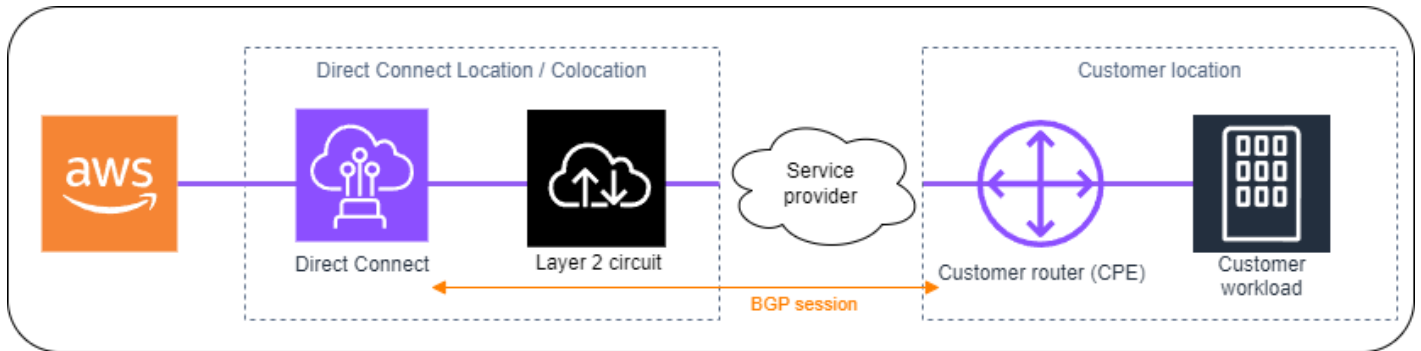 Direct Connect Location / Colocation
Customer location
aws
Service
provider
Direct Connect
Layer 2 circuit
Customer router (CPE)
Customer
workload
BGP session